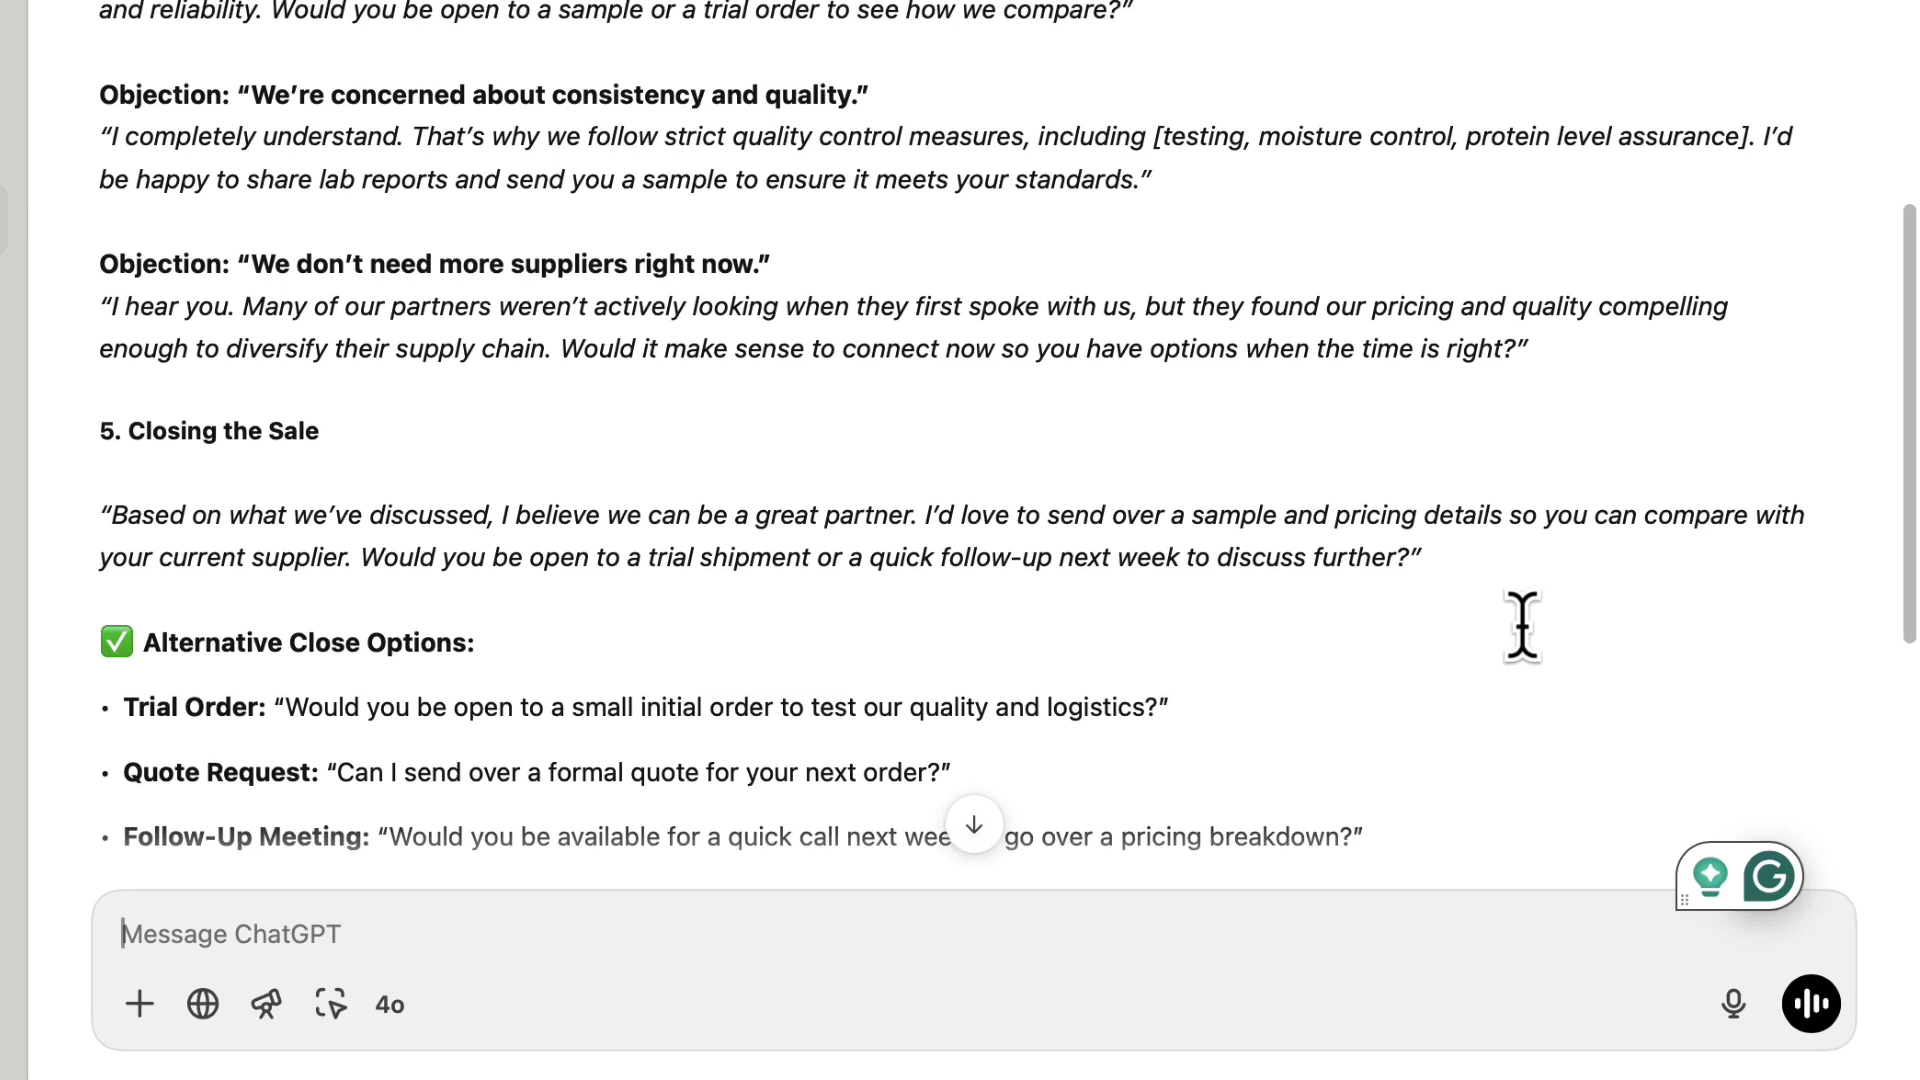 and reliability. Would you be open to a sample or a trial order to see how we compare?”
Objection: “We’re concerned about consistency and quality.”
“I completely understand. That’s why we follow strict quality control measures, including [testing, moisture control, protein level assurance]. I’d
be happy to share lab reports and send you a sample to ensure it meets your standards.”
Objection: “We don’t need more suppliers right now.”
“I hear you. Many of our partners weren’t actively looking when they first spoke with us, but they found our pricing and quality compelling
enough to diversify their supply chain. Would it make sense to connect now so you have options when the time is right?”
5. Closing the Sale
“Based on what we’ve discussed, I believe we can be a great partner. I’d love to send over a sample and pricing details so you can compare with
your current supplier. Would you be open to a trial shipment or a quick follow-up next week to discuss further?”
✅ Alternative Close Options:
• Trial Order: “Would you be open to a small initial order to test our quality and logistics?”
• Quote Request: “Can I send over a formal quote for your next order?”
• Follow-Up Meeting: “Would you be available for a quick call next wee go over a pricing breakdown?”
Message ChatGPT
4o